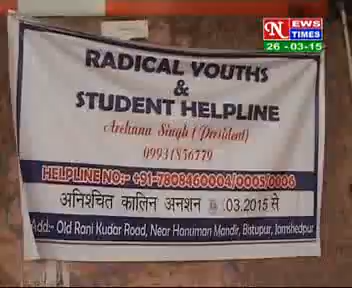 NEWS
TIMES
26 -03-15
RADICAL YOUTHS
&
STUDENT HELPLINE
Archana Singh (President)
09931856779
HELPLINE NO:- +91-7808460004/0005/0006
अनिश्चित कालिन अनशन .03.2015 से
Add:- Old Rani Kudar Road, Near Hanuman Mandir, Bistupur, Jamshedpur